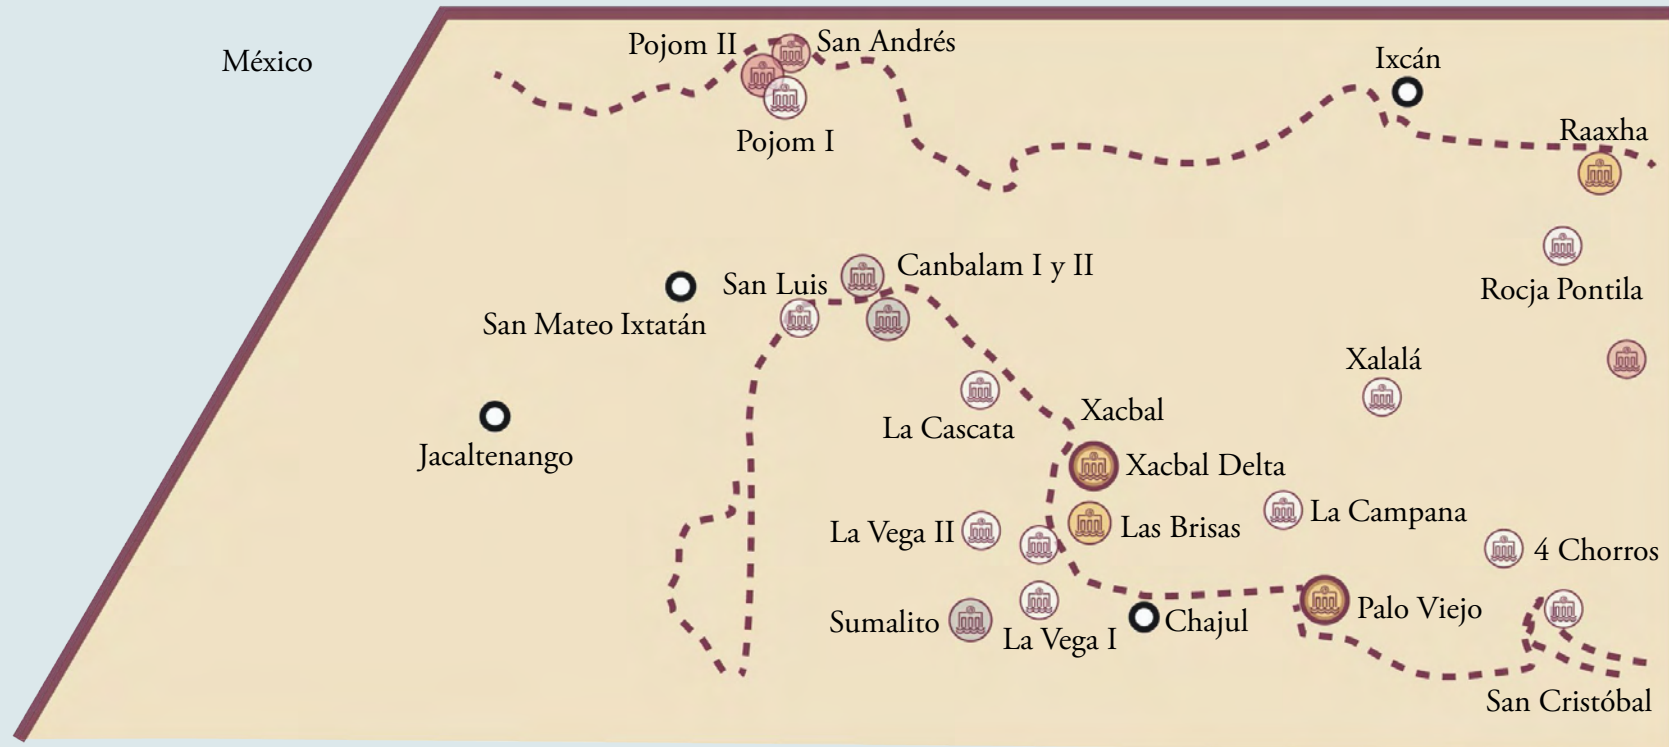 Pojom II
San Andrés
México
Ixcán
Pojom I
Raaxha
Canbalam I y II
San Luis
Rocja Pontila
San Mateo Ixtatán
Xalalá
Xacbal
La Cascata
Jacaltenango
Xacbal Delta
La Campana
La Vega II
Las Brisas
4 Chorros
Palo Viejo
Sumalito
Chajul
La Vega I
San Cristóbal